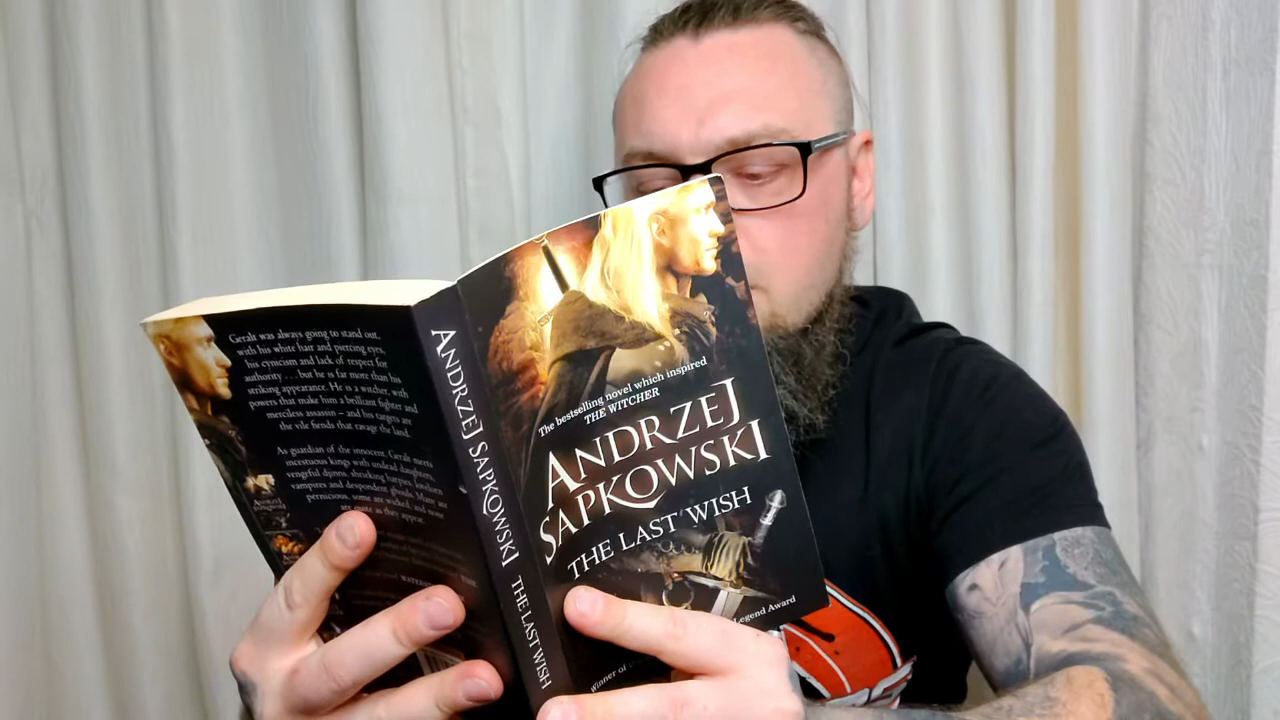 Geralt was always going to stand out,
with his white hair and piercing eyes,
his cynicism and lack of respect for
authority . . . but he is far more than his
striking appearance. He is a witcher, with
powers that make him a brilliant fighter and
merciless assassin – and his targets are
the vile fiends that ravage the land.
As guardian of the innocent, Geralt meets
incestuous kings with undead daughters,
vengeful djinns, shrieking harpies, lovelorn
vampires and despondent ghouls. Many are
pernicious, some are wicked, and none
are quite as they appear.
ANDRZEJ SAPKOWSKI THE LAST WISH
The bestselling novel which inspired
THE WITCHER
ANDRZEJ
SAPKOWSKI
THE LAST WISH
Winner of
Legend Award